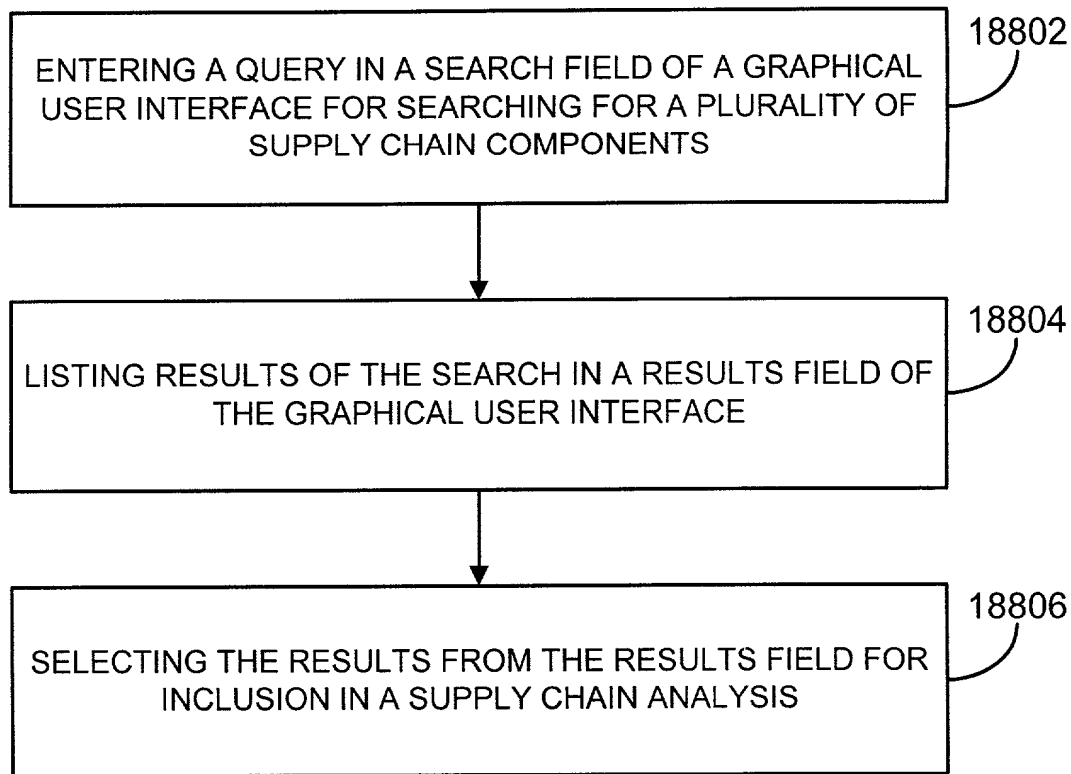 18802
ENTERING A QUERY IN A SEARCH FIELD OF A GRAPHICAL
USER INTERFACE FOR SEARCHING FOR A PLURALITY OF
SUPPLY CHAIN COMPONENTS
18804
LISTING RESULTS OF THE SEARCH IN A RESULTS FIELD OF
THE GRAPHICAL USER INTERFACE
18806
SELECTING THE RESULTS FROM THE RESULTS FIELD FOR
INCLUSION IN A SUPPLY CHAIN ANALYSIS